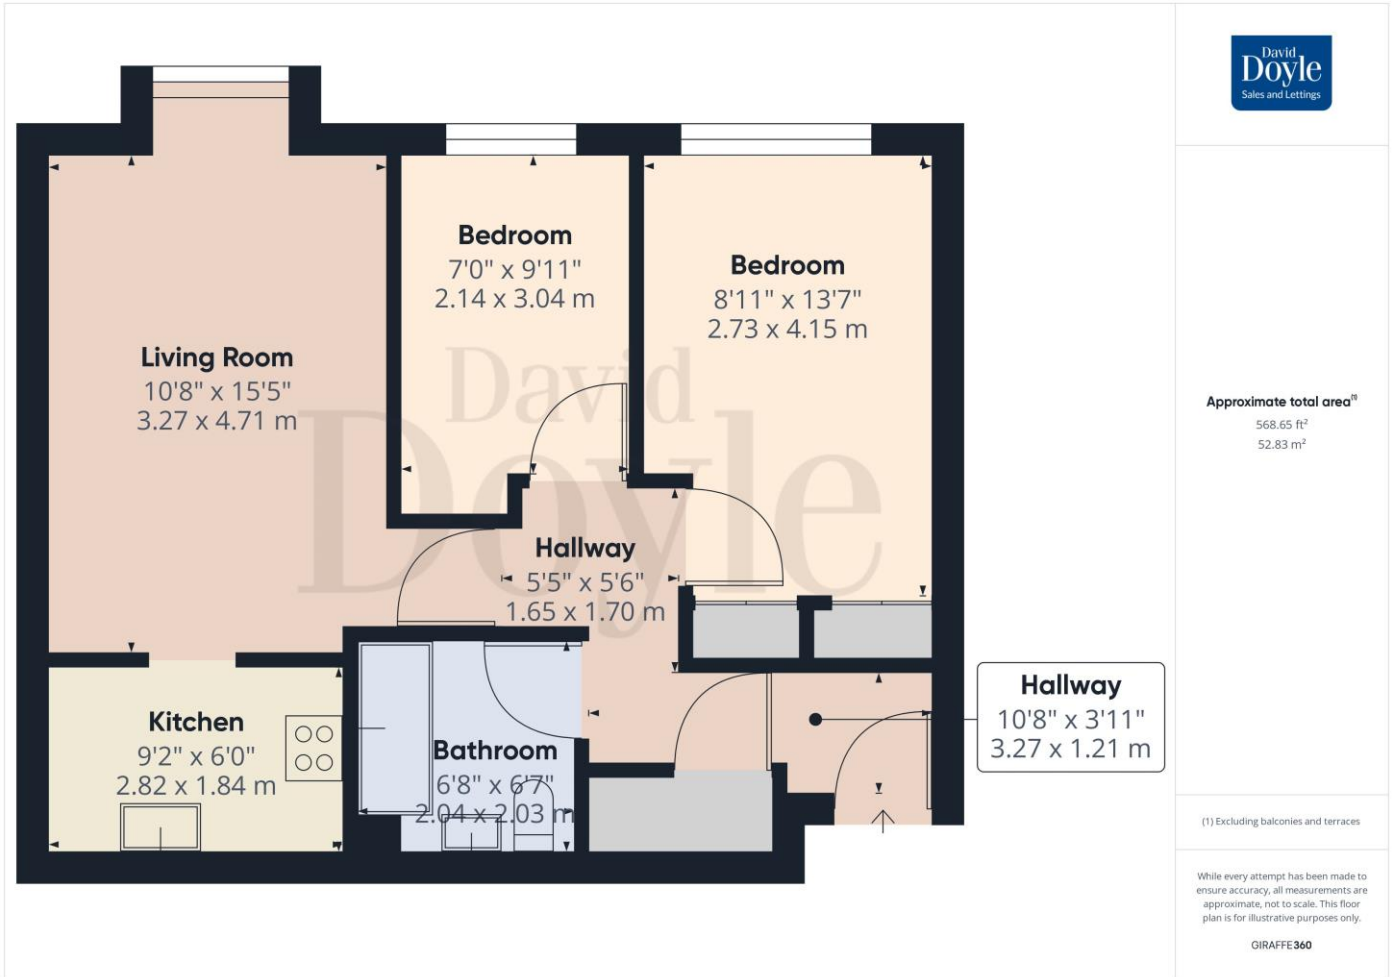 David
Doyle
Sales and Lettings
Bedroom
7'0" x 9'11"
2.14 x 3.04 m
Bedroom
8'11" x 13'7"
2.73 x 4.15 m
Living Room
10'8" x 15'5"
3.27 x 4.71 m
David
Doyle
Hallway
5'5" x 5'6"
1.65 x 1.70 m
Kitchen
9'2" x 6'0"
2.82 x 1.84 m
Bathroom
6'8" x 6'7"
2.04 x 2.03 m
Hallway
10'8" x 3'11"
3.27 x 1.21 m
Approximate total area(1)
568.65 ft²
52.83 m²
(1) Excluding balconies and terraces
While every attempt has been made to
ensure accuracy, all measurements are
approximate, not to scale. This floor
plan is for illustrative purposes only.
GIRAFFE360